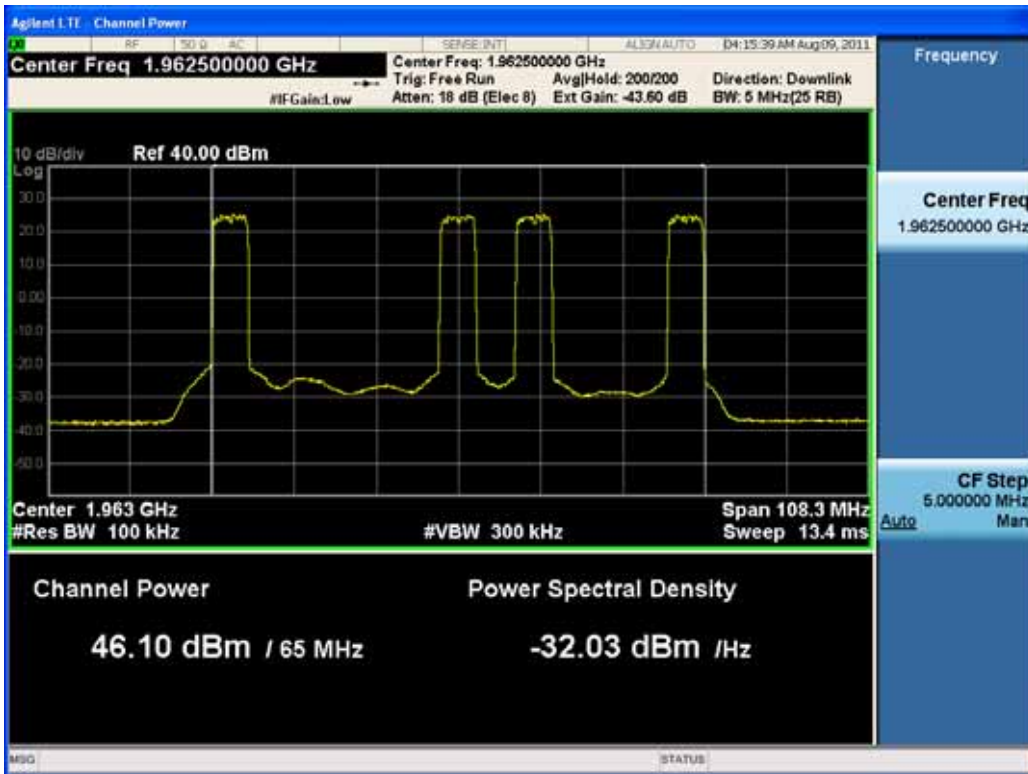 Agilent LTE - Channel Power
RF 50 Ω AC SENSE:INT ALIGN AUTO 04:15:39 AM Aug 09, 2011
Center Freq 1.962500000 GHz
Center Freq: 1.962500000 GHz
Trig: Free Run Avg|Hold: 200/200 Direction: Downlink
#IFGain:Low Atten: 18 dB (Elec 8) Ext Gain: -43.60 dB BW: 5 MHz(25 RB)
10 dB/div Ref 40.00 dBm
Log
30.0
20.0
10.0
0.00
-10.0
-20.0
-30.0
-40.0
-50.0
Center 1.963 GHz Span 108.3 MHz
#Res BW 100 kHz #VBW 300 kHz Sweep 13.4 ms
Channel Power Power Spectral Density
46.10 dBm / 65 MHz -32.03 dBm /Hz
Frequency
Center Freq
1.962500000 GHz
CF Step
5.000000 MHz
Auto Man
MSG STATUS